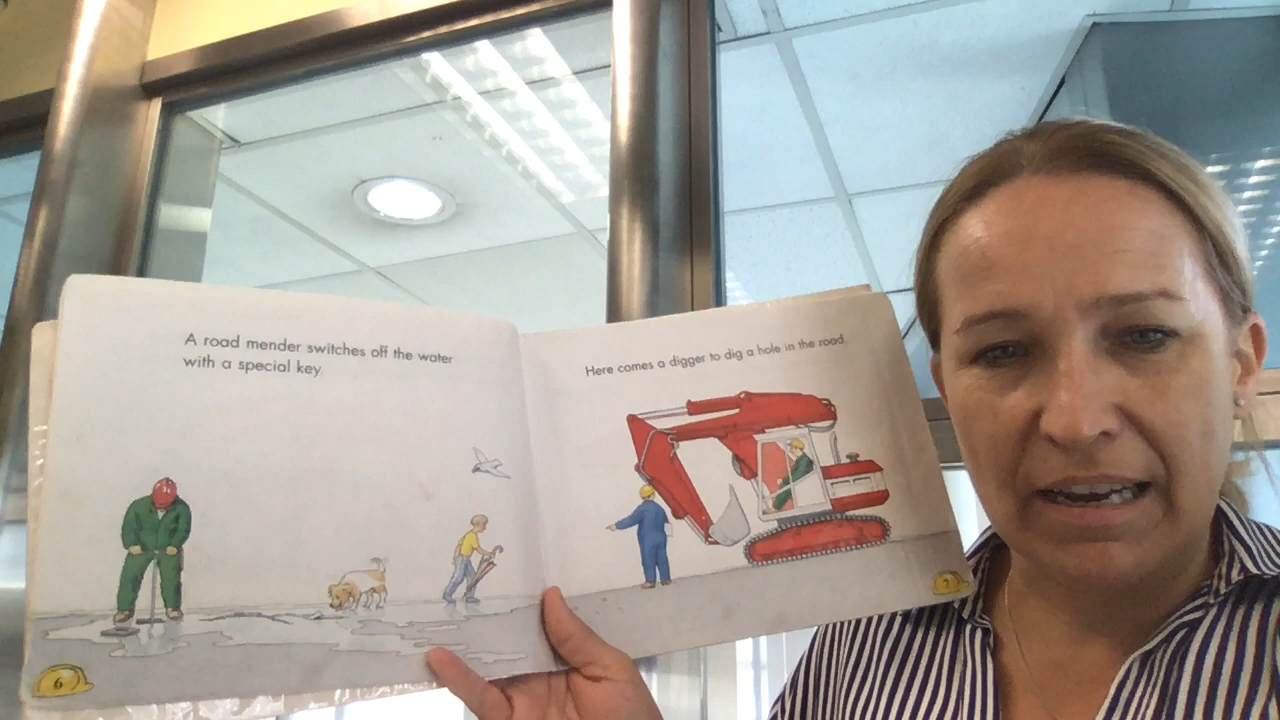 A road mender switches off the water
with a special key.
6
Here comes a digger to dig a hole in the road.
7